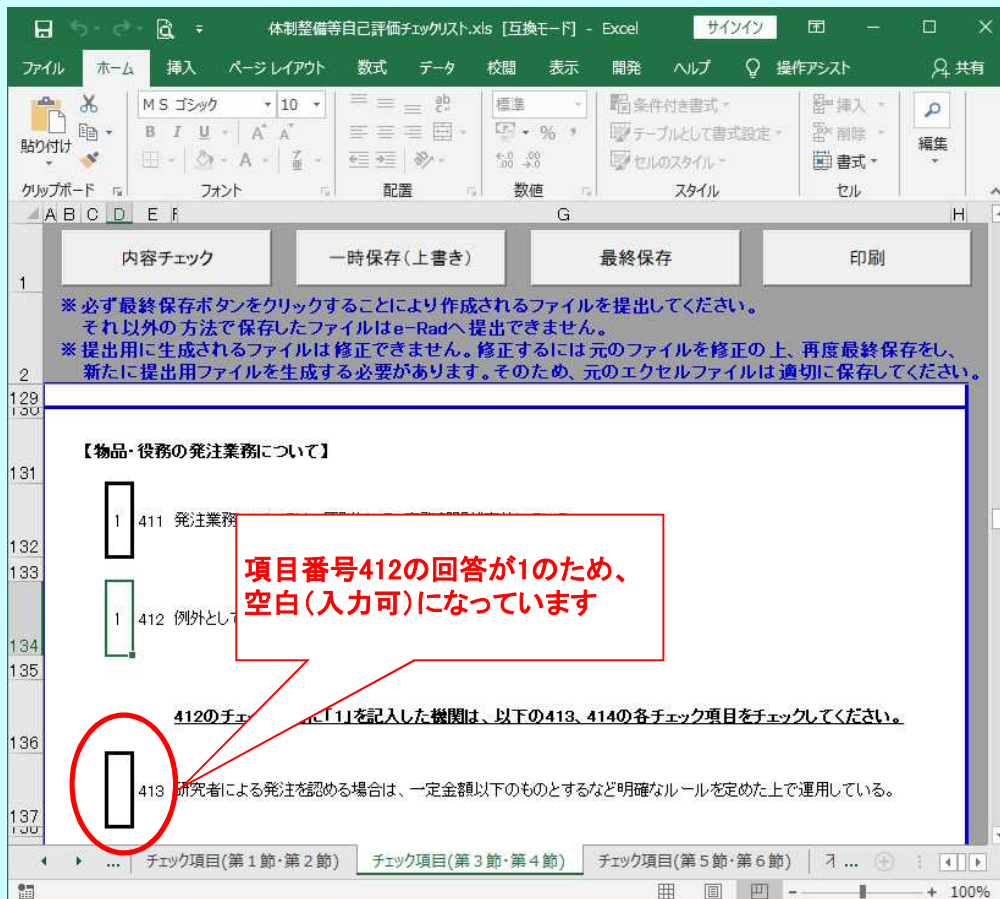 体制整備等自己評価チェックリスト.xls [互換モード] - Excel サインイン
ファイル ホーム 挿入 ページ レイアウト 数式 データ 校閲 表示 開発 ヘルプ 操作アシスト 共有
貼り付け MS ゴシック 10 標準 条件付き書式 挿入
B I U A A % テーブルとして書式設定 削除 編集
A セルのスタイル 書式
クリップボード フォント 配置 数値 スタイル セル
A B C D E F G H
1 内容チェック 一時保存(上書き) 最終保存 印刷
※必ず最終保存ボタンをクリックすることにより作成されるファイルを提出してください。
それ以外の方法で保存したファイルはe-Radへ提出できません。
※提出用に生成されるファイルは修正できません。修正するには元のファイルを修正の上、再度最終保存をし、
2 新たに提出用ファイルを生成する必要があります。そのため、元のエクセルファイルは適切に保存してください。
129
130
131 【物品・役務の発注業務について】
132 1 411 発注業務
133
項目番号412の回答が1のため、
空白(入力可)になっています
134 1 412 例外として
135
136 412のチェ に「1」を記入した機関は、以下の413、414の各チェック項目をチェックしてください。
137 413 研究者による発注を認める場合は、一定金額以下のものとするなど明確なルールを定めた上で運用している。
... チェック項目(第1節・第2節) チェック項目(第3節・第4節) チェック項目(第5節・第6節) ...
100%